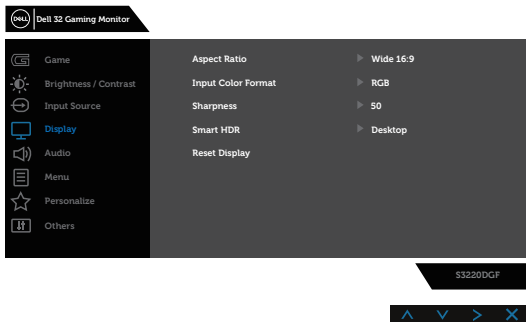 DELL Dell 32 Gaming Monitor
Game
Brightness / Contrast
Input Source
Display
Audio
Menu
Personalize
Others
Aspect Ratio Wide 16:9
Input Color Format RGB
Sharpness 50
Smart HDR Desktop
Reset Display
S3220DGF